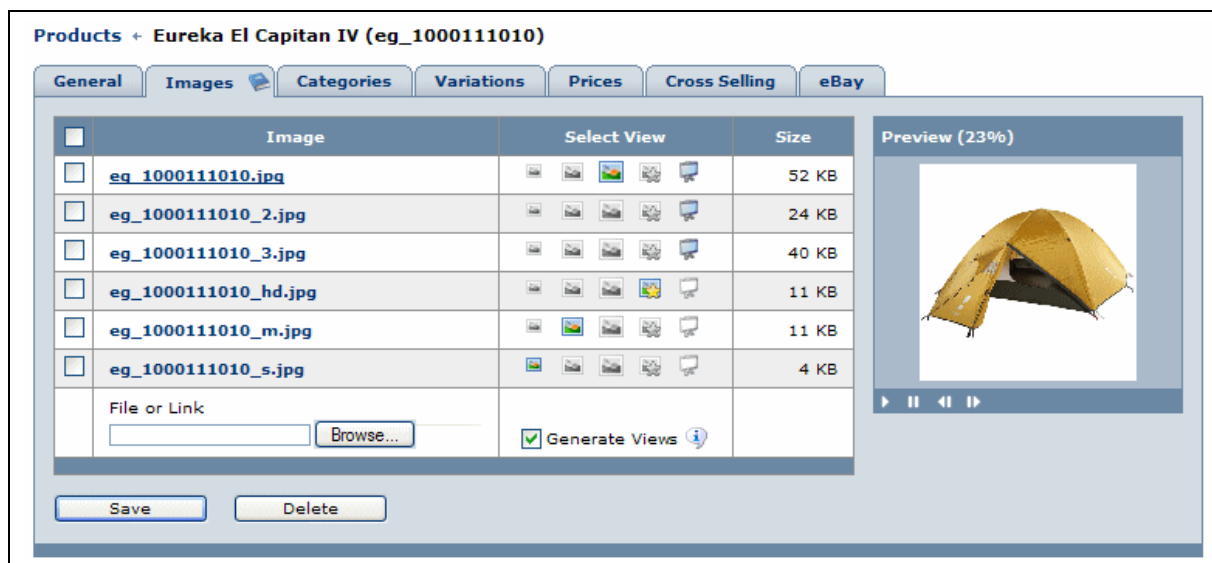 Products ← Eureka El Capitan IV (eg_1000111010)
General Images Categories Variations Prices Cross Selling eBay
Image Select View Size Preview (23%)
eg_1000111010.jpg 52 KB
eg_1000111010_2.jpg 24 KB
eg_1000111010_3.jpg 40 KB
eg_1000111010_hd.jpg 11 KB
eg_1000111010_m.jpg 11 KB
eg_1000111010_s.jpg 4 KB
File or Link
Browse... Generate Views
Save Delete